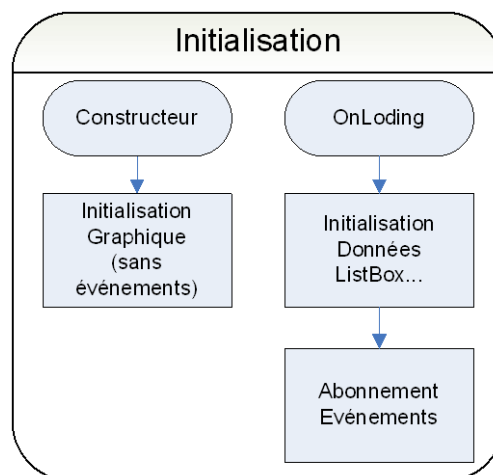 Initialisation
Constructeur
Initialisation
Graphique
(sans
événements)
OnLoding
Initialisation
Données
ListBox...
Abonnement
Evénements